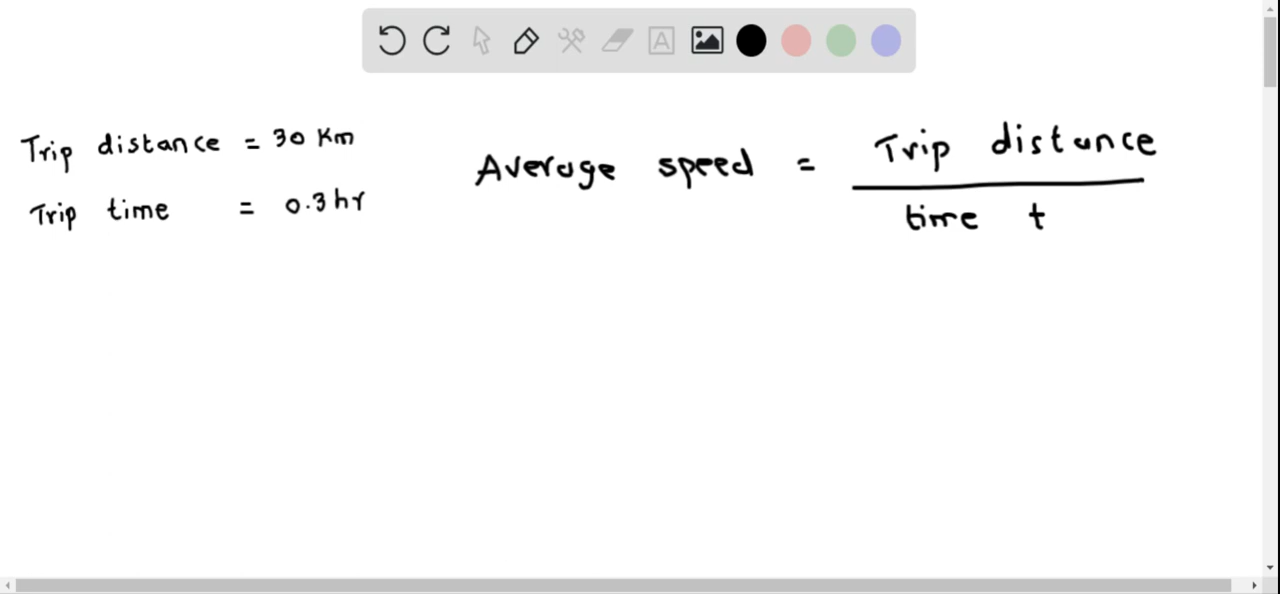 Trip distance = 30 Km
Trip time = 0.3 hr
Average speed = Trip distance
time t
A